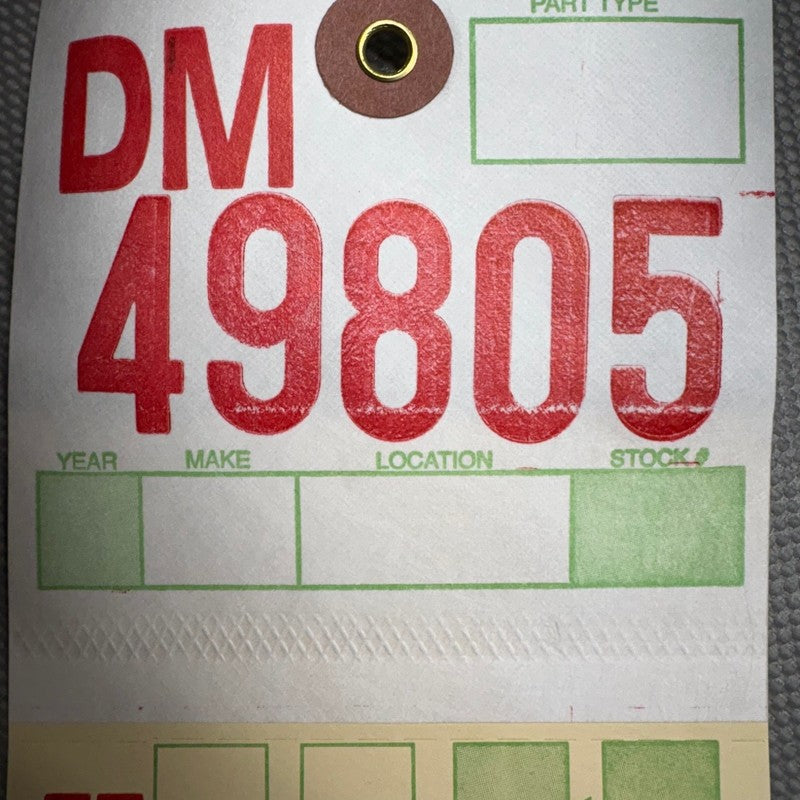 PART TYPE
DM
49805
YEAR MAKE LOCATION STOCK #